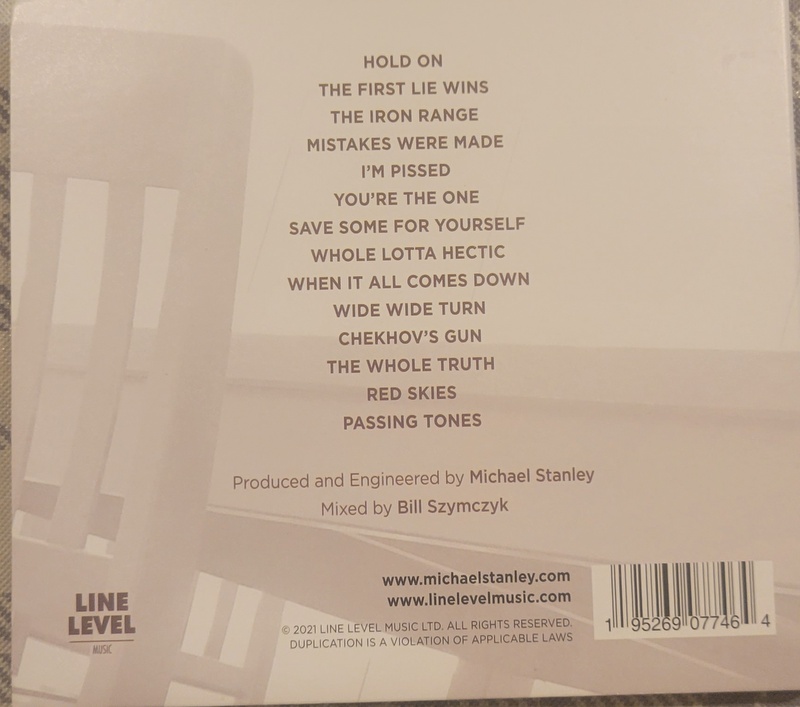 HOLD ON
THE FIRST LIE WINS
THE IRON RANGE
MISTAKES WERE MADE
I'M PISSED
YOU'RE THE ONE
SAVE SOME FOR YOURSELF
WHOLE LOTTA HECTIC
WHEN IT ALL COMES DOWN
WIDE WIDE TURN
CHEKHOV'S GUN
THE WHOLE TRUTH
RED SKIES
PASSING TONES
Produced and Engineered by Michael Stanley
Mixed by Bill Szymczyk
www.michaelstanley.com
www.linelevelmusic.com
© 2021 LINE LEVEL MUSIC LTD. ALL RIGHTS RESERVED.
DUPLICATION IS A VIOLATION OF APPLICABLE LAWS
LINE
LEVEL
MUSIC
1 95269 07746 4